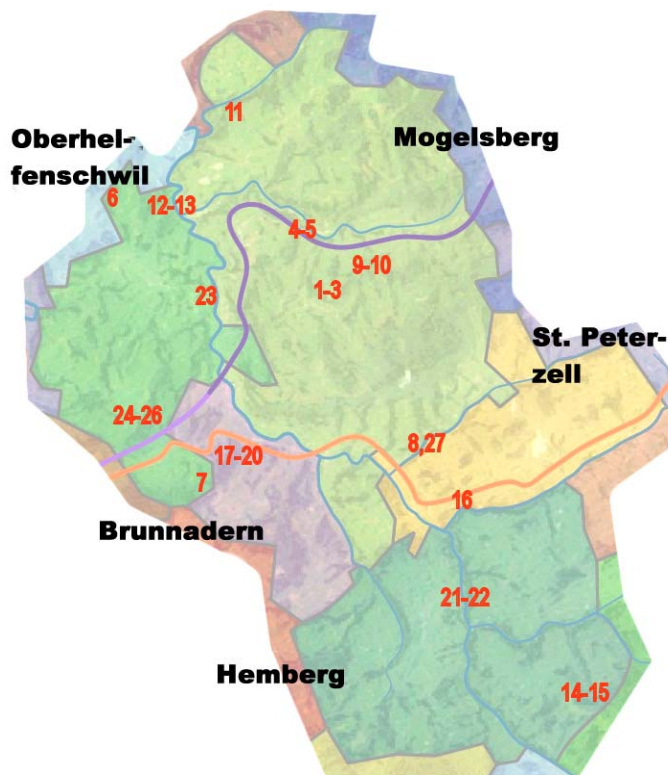 11
Oberhel-
fenschwil
Mogelsberg
6
12-13
4-5
9-10
1-3
23
St. Peter-
zell
24-26
8,27
17-20
7
16
Brunnadern
21-22
Hemberg
14-15